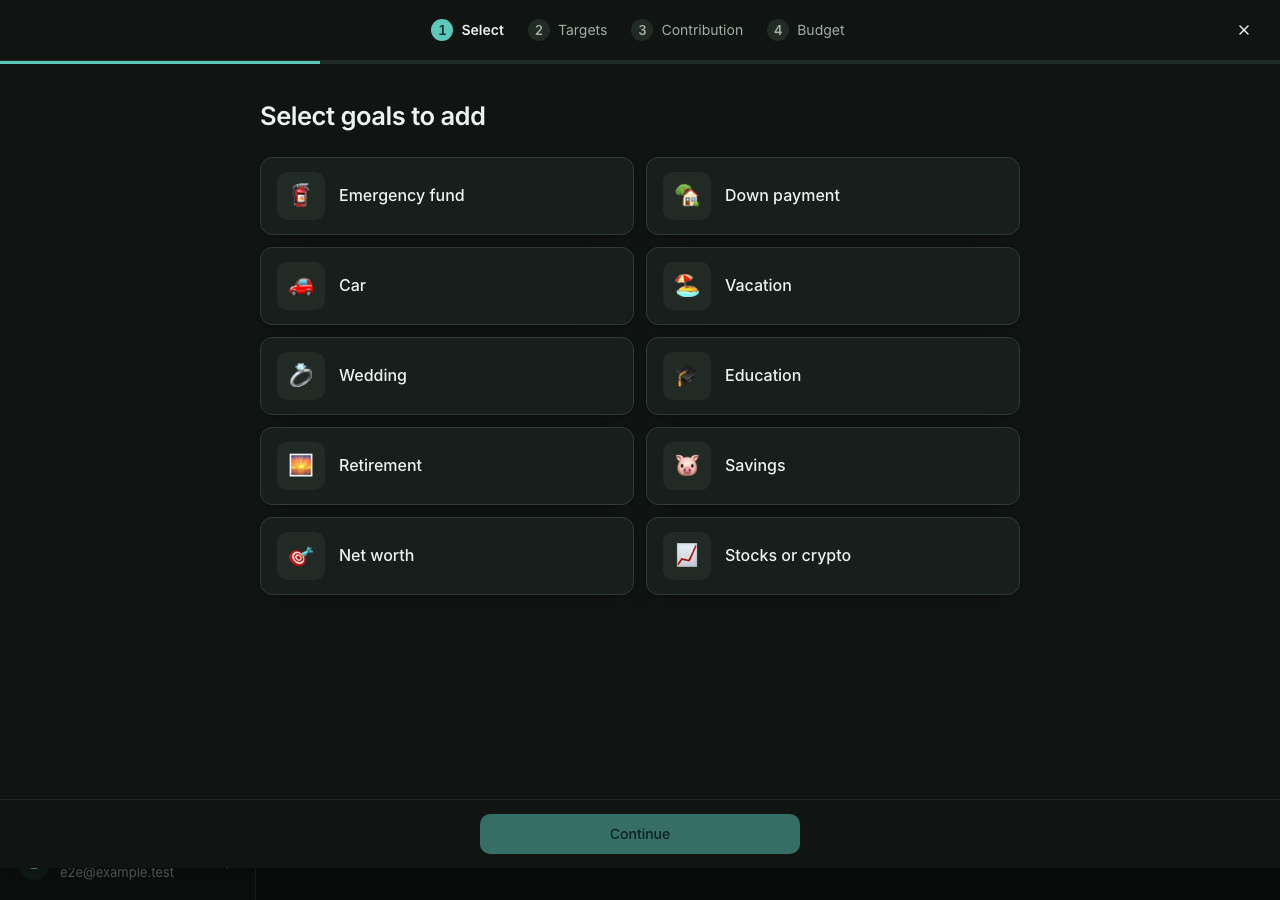 1 Select 2 Targets 3 Contribution 4 Budget
Select goals to add
Emergency fund
Down payment
Car
Vacation
Wedding
Education
Retirement
Savings
Net worth
Stocks or crypto
Continue
e2e@example.test